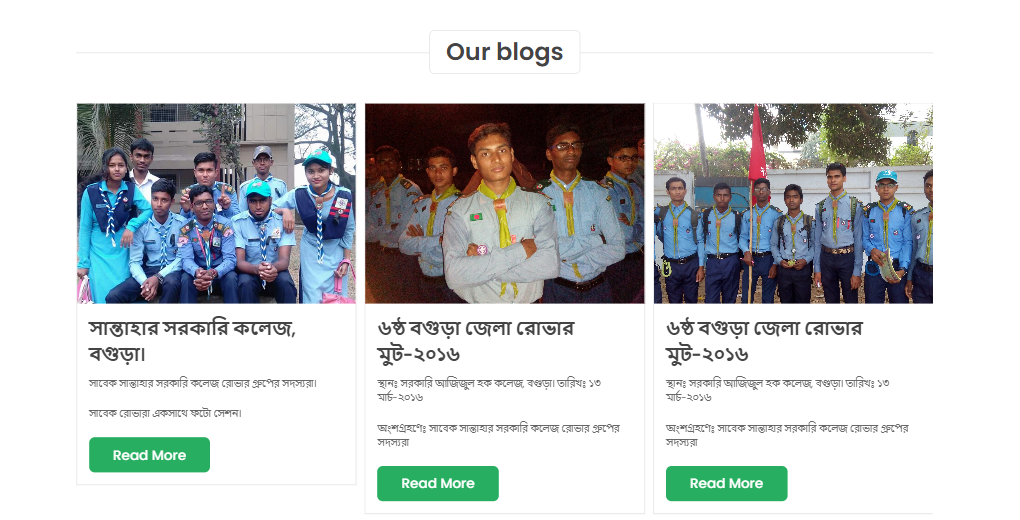 Our blogs
সান্তাহার সরকারি কলেজ,
বগুড়া।
সাবেক সান্তাহার সরকারি কলেজ রোভার গ্রুপের সদস্যরা।
সাবেক রোভারা একসাথে ফটো সেশন।
Read More
৬ষ্ঠ বগুড়া জেলা রোভার
মুট-২০১৬
স্থানঃ সরকারি আজিজুল হক কলেজ, বগুড়া। তারিখঃ ১৩
মার্চ-২০১৬
অংশগ্রহণেঃ সাবেক সান্তাহার সরকারি কলেজ রোভার গ্রুপের
সদস্যরা
Read More
৬ষ্ঠ বগুড়া জেলা রোভার
মুট-২০১৬
স্থানঃ সরকারি আজিজুল হক কলেজ, বগুড়া। তারিখঃ ১৩
মার্চ-২০১৬
অংশগ্রহণেঃ সাবেক সান্তাহার সরকারি কলেজ রোভার গ্রুপের
সদস্যরা
Read More